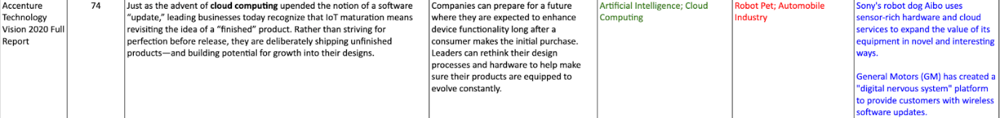 Accenture
Technology
Vision 2020 Full
Report
74
Just as the advent of cloud computing upended the notion of a software
“update,” leading businesses today recognize that IoT maturation means
revisiting the idea of a “finished” product. Rather than striving for
perfection before release, they are deliberately shipping unfinished
products—and building potential for growth into their designs.
Companies can prepare for a future
where they are expected to enhance
device functionality long after a
consumer makes the initial purchase.
Leaders can rethink their design
processes and hardware to help make
sure their products are equipped to
evolve constantly.
Artificial Intelligence; Cloud
Computing
Robot Pet; Automobile
Industry
Sony's robot dog Aibo uses
sensor-rich hardware and cloud
services to expand the value of its
equipment in novel and interesting
ways.
General Motors (GM) has created a
"digital nervous system" platform
to provide customers with wireless
software updates.